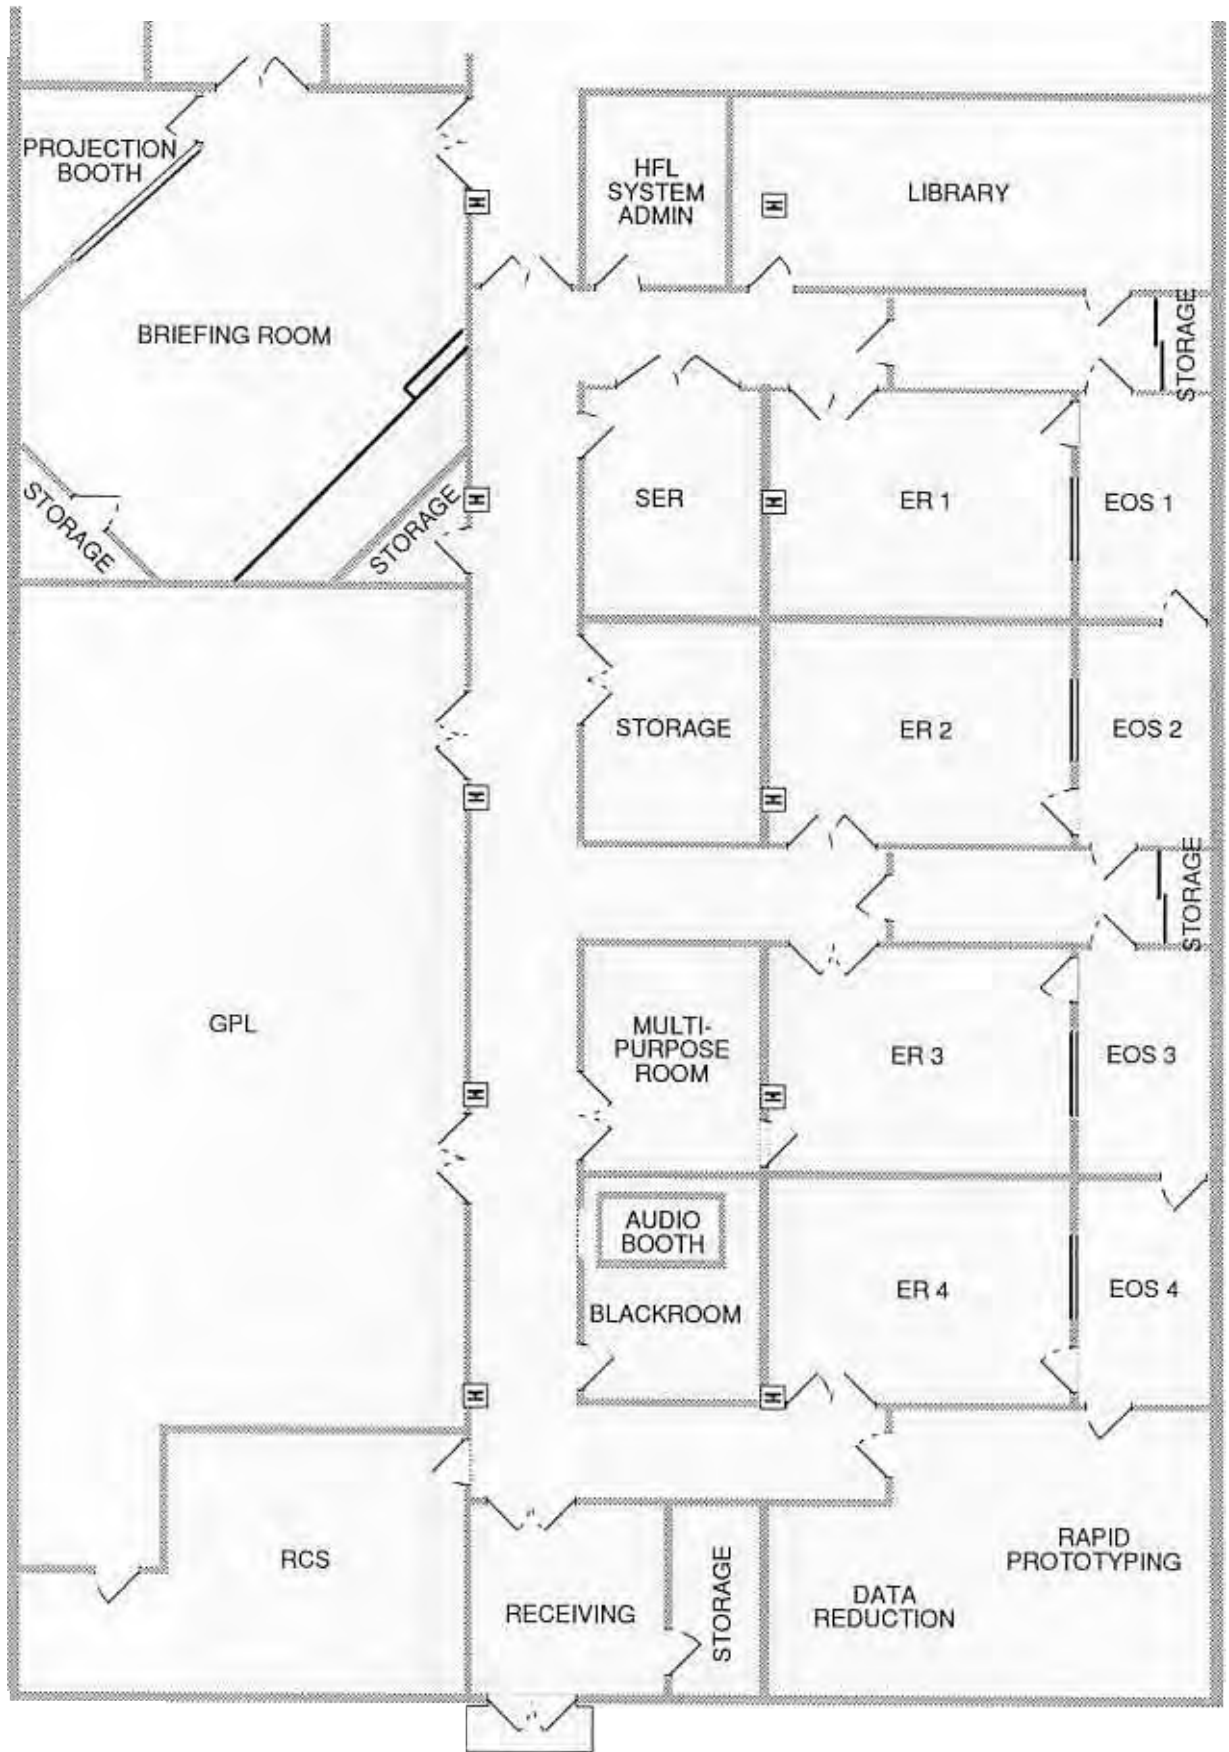 PROJECTION
BOOTH
HFL
SYSTEM
ADMIN
LIBRARY
H
H
BRIEFING ROOM
STORAGE
STORAGE
STORAGE
H
SER
H
ER 1
EOS 1
STORAGE
ER 2
EOS 2
H
H
STORAGE
GPL
MULTI-
PURPOSE
ROOM
ER 3
EOS 3
H
H
AUDIO
BOOTH
BLACKROOM
ER 4
EOS 4
H
H
RCS
RECEIVING
STORAGE
DATA
REDUCTION
RAPID
PROTOTYPING